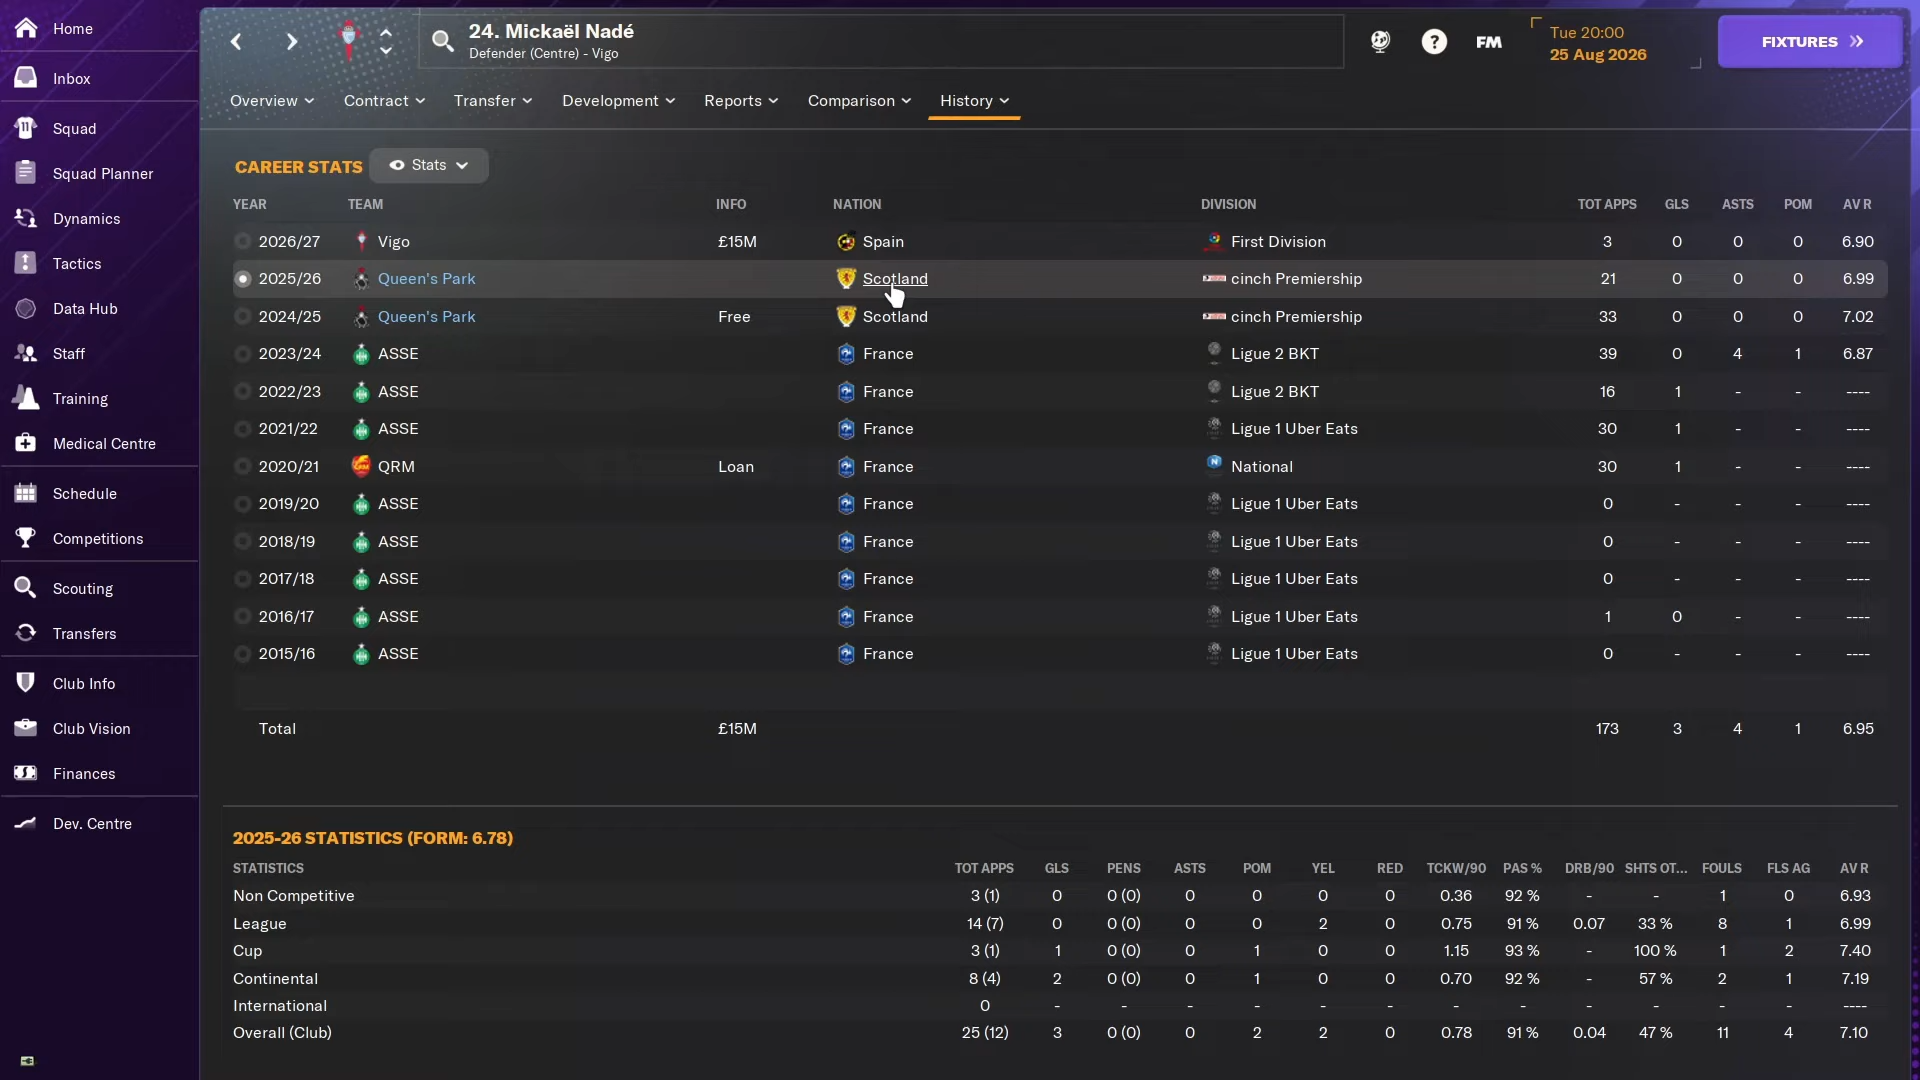 Home
Inbox
Squad
Squad Planner
Dynamics
Tactics
Data Hub
Staff
Training
Medical Centre
Schedule
Competitions
Scouting
Transfers
Club Info
Club Vision
Finances
Dev. Centre
24. Mickaël Nadé
Defender (Centre) - Vigo
? FM
Tue 20:00
25 Aug 2026
FIXTURES
Overview Contract Transfer Development Reports Comparison History
CAREER STATS Stats
YEAR TEAM INFO NATION DIVISION TOT APPS GLS ASTS POM AV R
2026/27 Vigo £15M Spain First Division 3 0 0 0 6.90
2025/26 Queen's Park Scotland cinch Premiership 21 0 0 0 6.99
2024/25 Queen's Park Free Scotland cinch Premiership 33 0 0 0 7.02
2023/24 ASSE France Ligue 2 BKT 39 0 4 1 6.87
2022/23 ASSE France Ligue 2 BKT 16 1 - - ----
2021/22 ASSE France Ligue 1 Uber Eats 30 1 - - ----
2020/21 QRM Loan France National 30 1 - - ----
2019/20 ASSE France Ligue 1 Uber Eats 0 - - - ----
2018/19 ASSE France Ligue 1 Uber Eats 0 - - - ----
2017/18 ASSE France Ligue 1 Uber Eats 0 - - - ----
2016/17 ASSE France Ligue 1 Uber Eats 1 0 - - ----
2015/16 ASSE France Ligue 1 Uber Eats 0 - - - ----
Total £15M 173 3 4 1 6.95
2025-26 STATISTICS (FORM: 6.78)
STATISTICS TOT APPS GLS PENS ASTS POM YEL RED TCKW/90 PAS % DRB/90 SHTS OT... FOULS FLS AG AV R
Non Competitive 3 (1) 0 0 (0) 0 0 0 0 0.36 92 % - - 1 0 6.93
League 14 (7) 0 0 (0) 0 0 2 0 0.75 91 % 0.07 33 % 8 1 6.99
Cup 3 (1) 1 0 (0) 0 1 0 0 1.15 93 % - 100 % 1 2 7.40
Continental 8 (4) 2 0 (0) 0 1 0 0 0.70 92 % - 57 % 2 1 7.19
International 0 - - - - - - - - - - - - ----
Overall (Club) 25 (12) 3 0 (0) 0 2 2 0 0.78 91 % 0.04 47 % 11 4 7.10